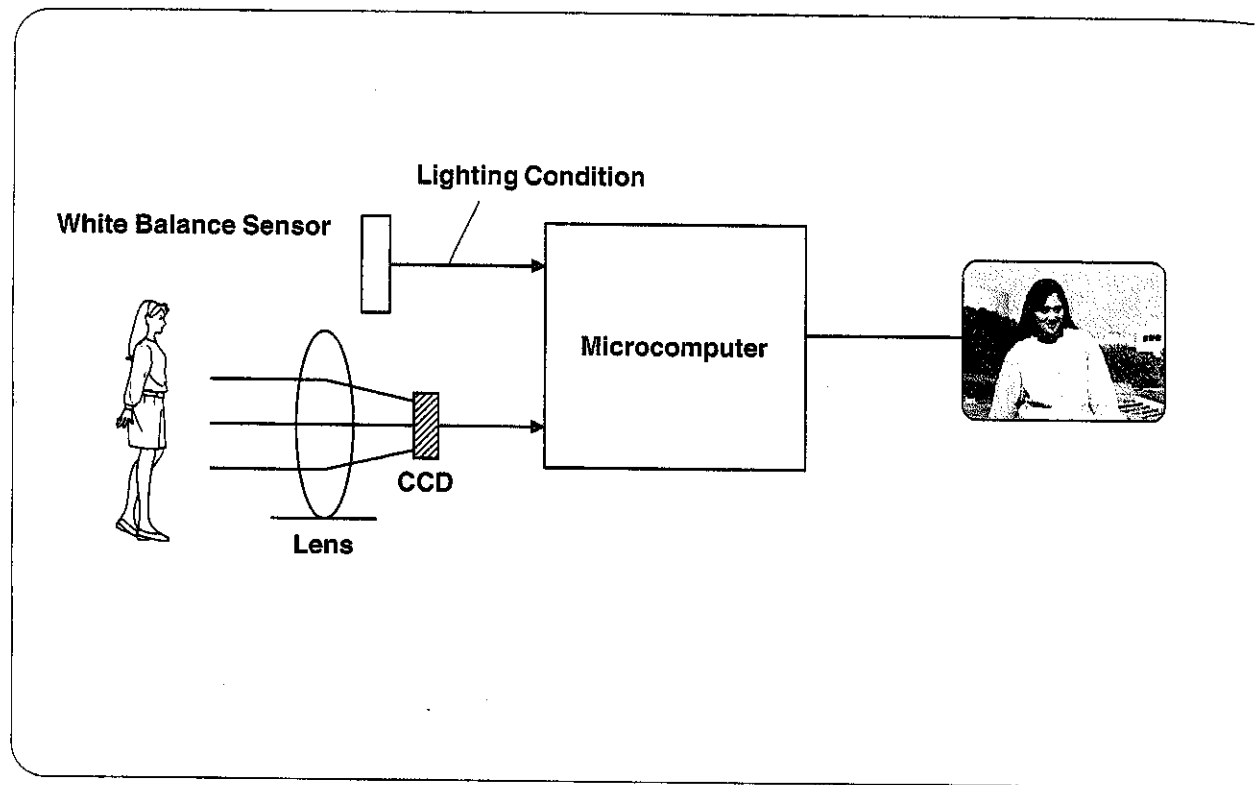 Lighting Condition
White Balance Sensor
Microcomputer
CCD
Lens